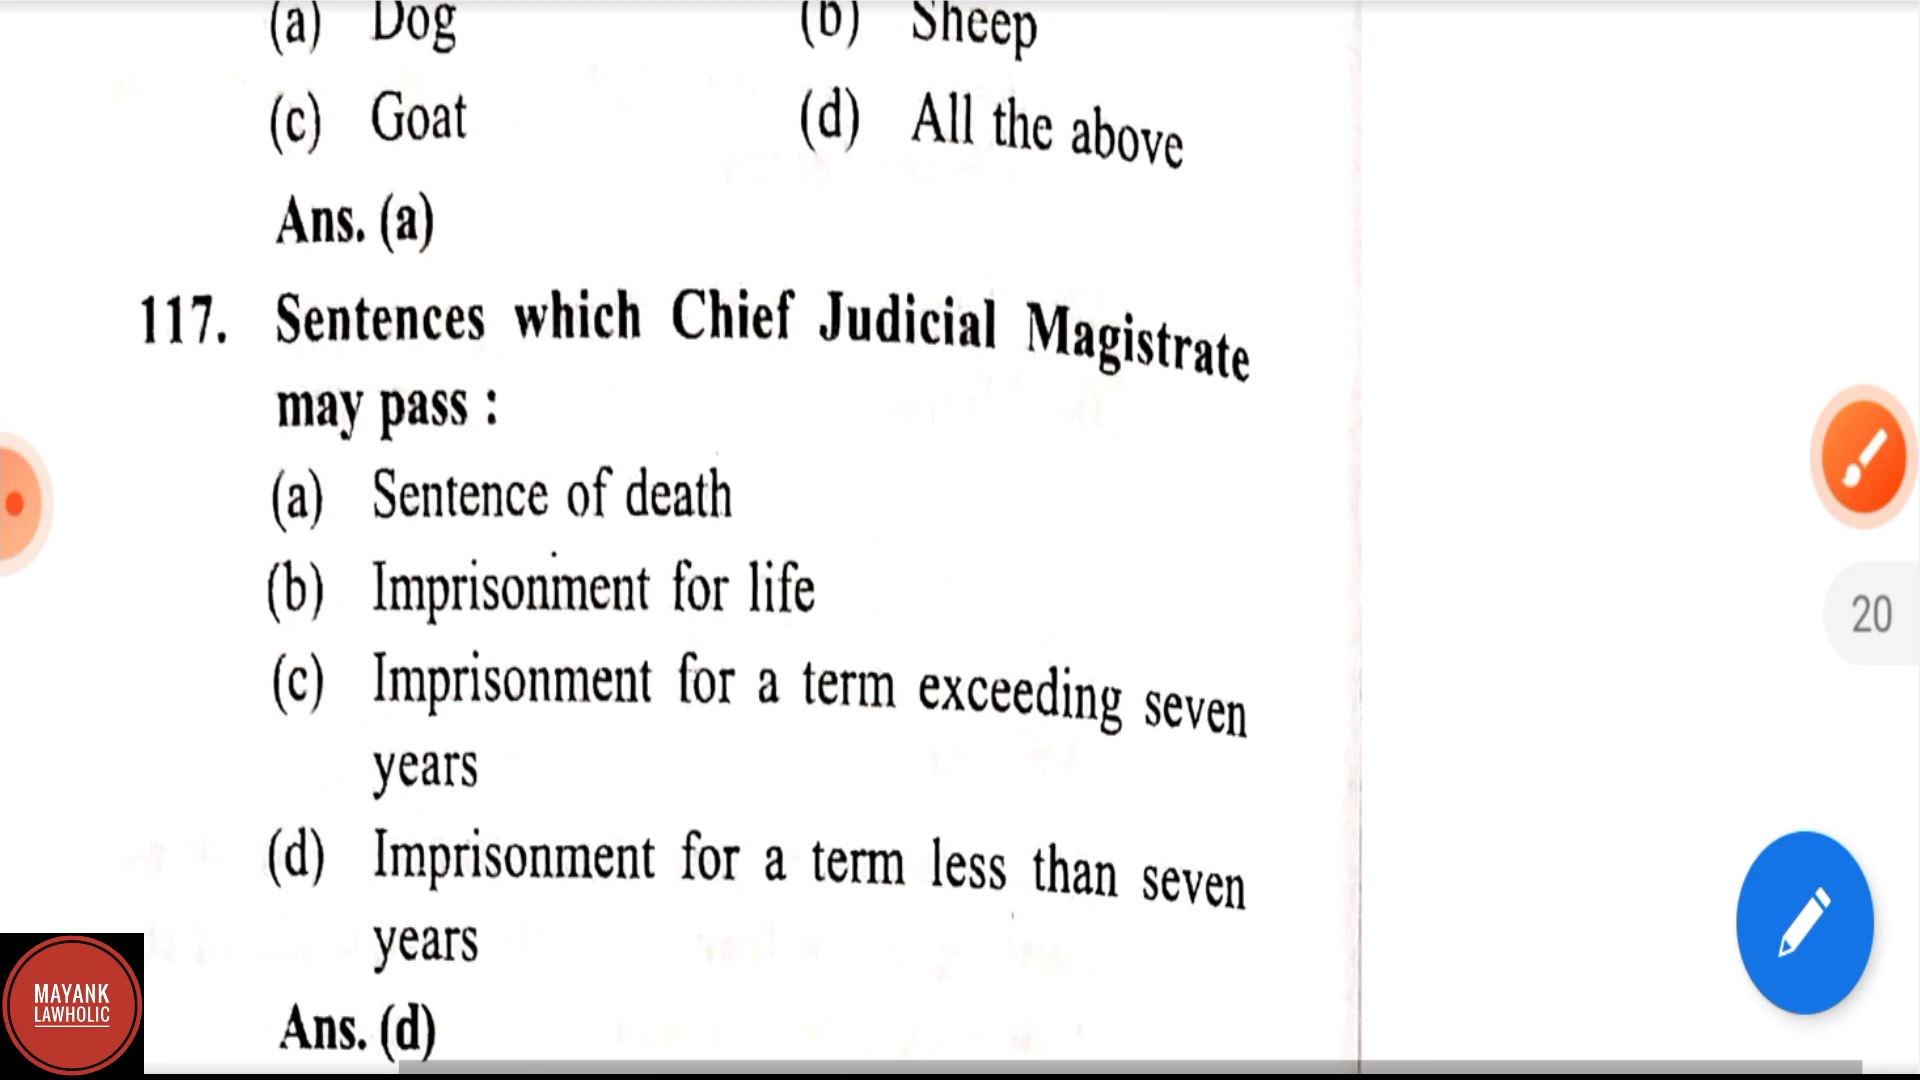 (a) Dog (b) Sheep
(c) Goat (d) All the above
Ans. (a)
117. Sentences which Chief Judicial Magistrate
may pass :
(a) Sentence of death
(b) Imprisonment for life
(c) Imprisonment for a term exceeding seven
years
(d) Imprisonment for a term less than seven
years
Ans. (d)
20
MAYANK
LAWHOLIC